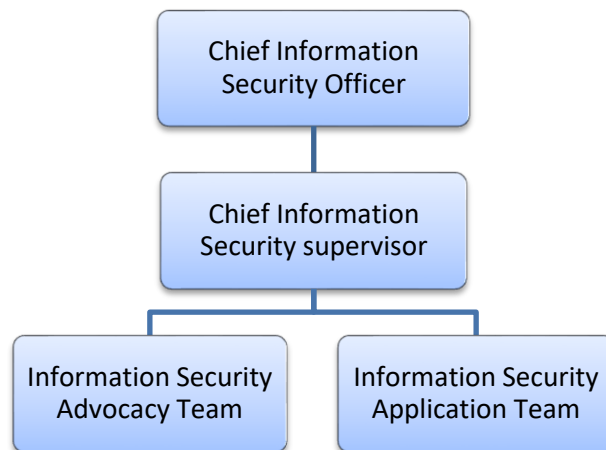 Chief Information
Security Officer
Chief Information
Security supervisor
Information Security
Advocacy Team
Information Security
Application Team